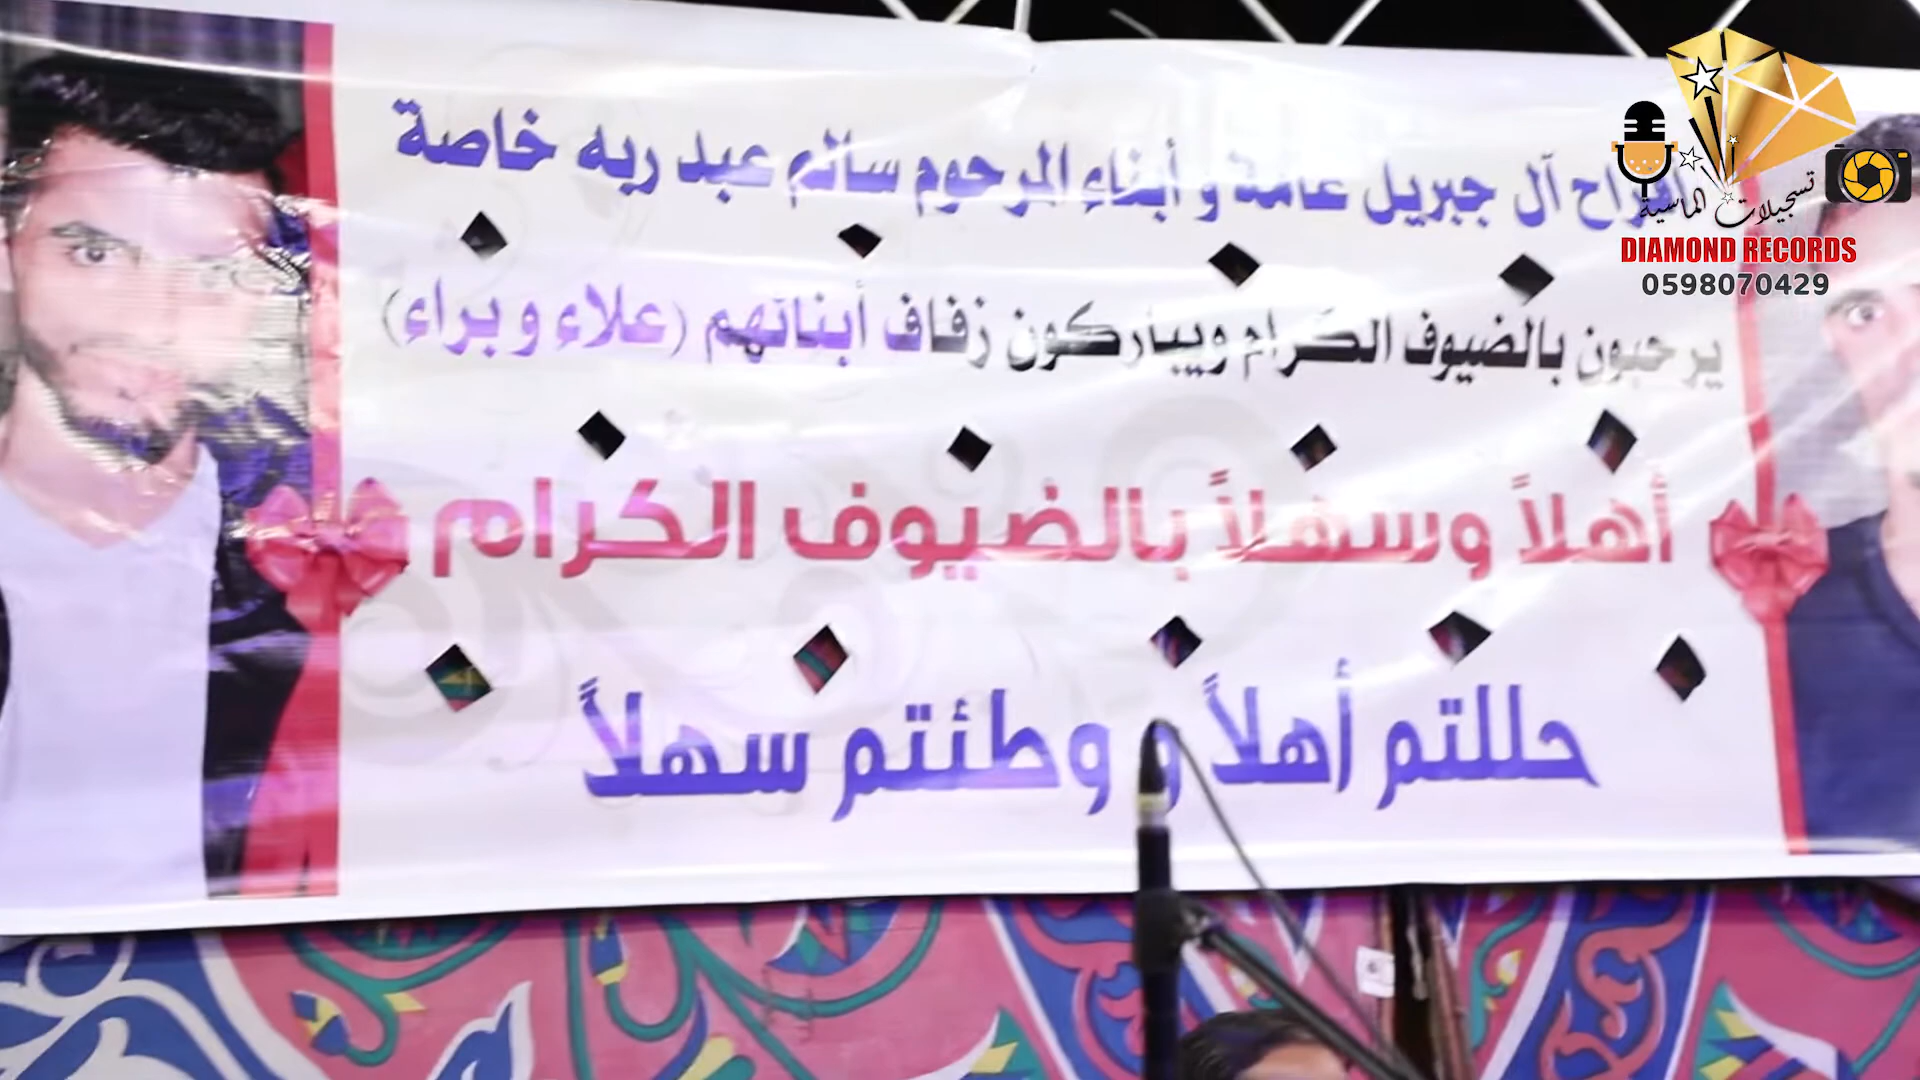 أفراح آل جبريل عامة و أبناء المرحوم سالم عبد ربه خاصة
يرحبون بالضيوف الكرام ويباركون زفاف أبنائهم (علاء و براء)
أهلاً وسهلاً بالضيوف الكرام
حللتم أهلاً و وطئتم سهلاً
تسجيلات الماسية
DIAMOND RECORDS
0598070429